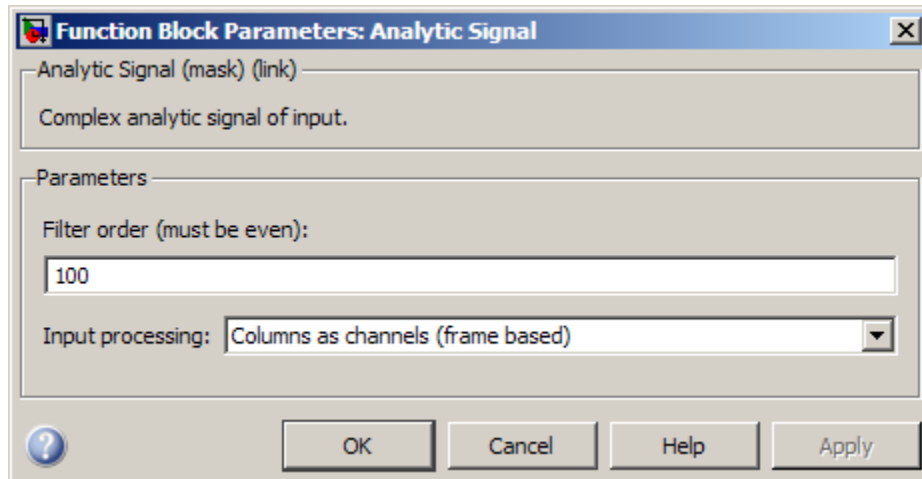 Function Block Parameters: Analytic Signal
Analytic Signal (mask) (link)
Complex analytic signal of input.
Parameters
Filter order (must be even):
100
Input processing: Columns as channels (frame based)
OK Cancel Help Apply